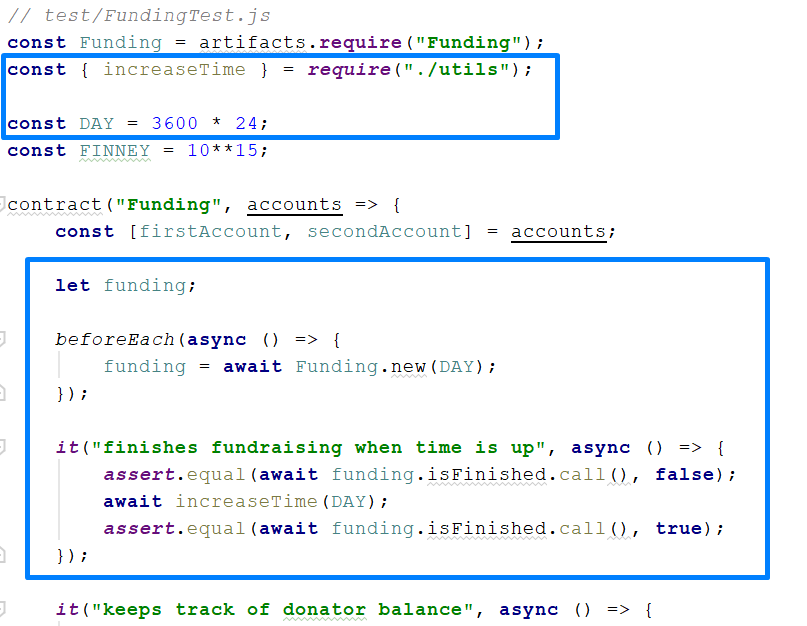 // test/FundingTest.js
const Funding = artifacts.require("Funding");
const { increaseTime } = require("./utils");
const DAY = 3600 * 24;
const FINNEY = 10**15;
contract("Funding", accounts => {
const [firstAccount, secondAccount] = accounts;
let funding;
beforeEach(async () => {
funding = await Funding.new(DAY);
});
it("finishes fundraising when time is up", async () => {
assert.equal(await funding.isFinished.call(), false);
await increaseTime(DAY);
assert.equal(await funding.isFinished.call(), true);
});
it("keeps track of donator balance", async () => {